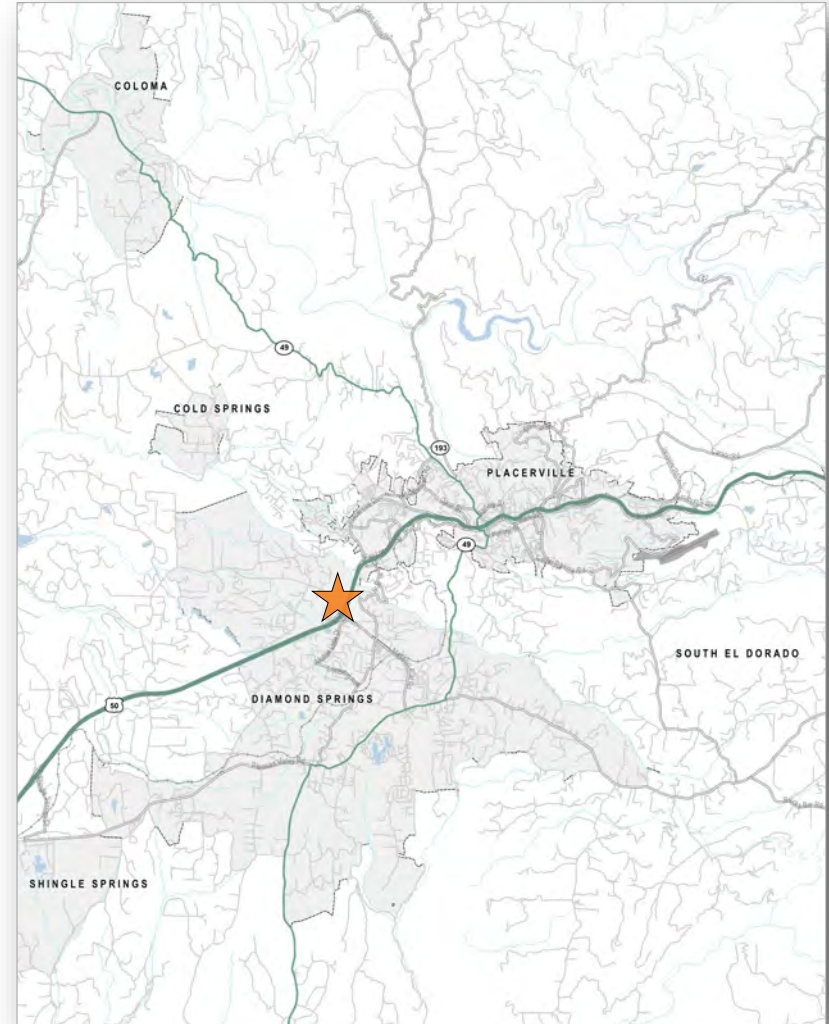 COLOMA
49
COLD SPRINGS
193
PLACERVILLE
49
SOUTH EL DORADO
DIAMOND SPRINGS
50
SHINGLE SPRINGS